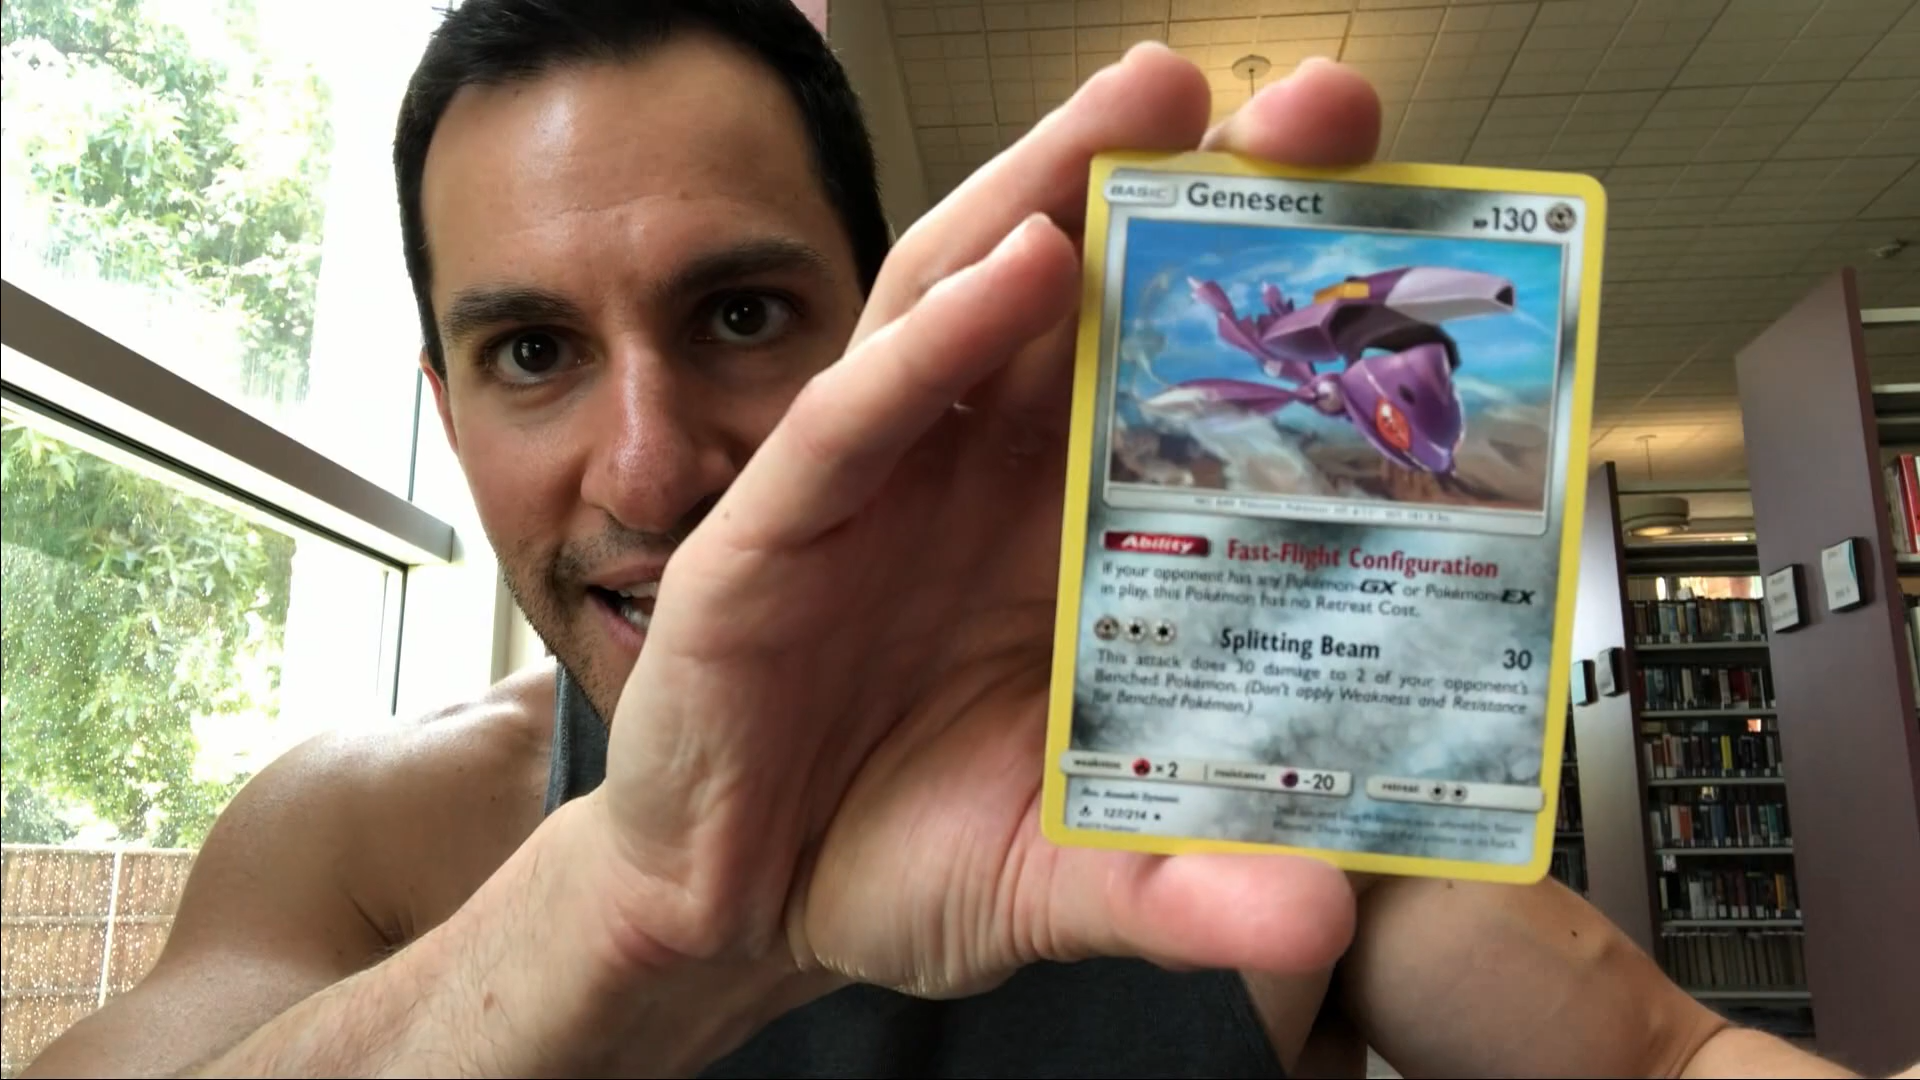 BASIC Genesect HP 130
Ability Fast-Flight Configuration
If your opponent has any Pokémon-GX or Pokémon-EX
in play, this Pokémon has no Retreat Cost.
Splitting Beam 30
This attack does 30 damage to 2 of your opponent's
Benched Pokémon. (Don't apply Weakness and Resistance
for Benched Pokémon.)
weakness ×2 resistance -20 retreat
127/214